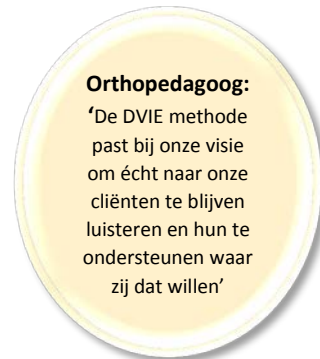 Orthopedagoog:
‘De DVIE methode
past bij onze visie
om écht naar onze
cliënten te blijven
luisteren en hun te
ondersteunen waar
zij dat willen’